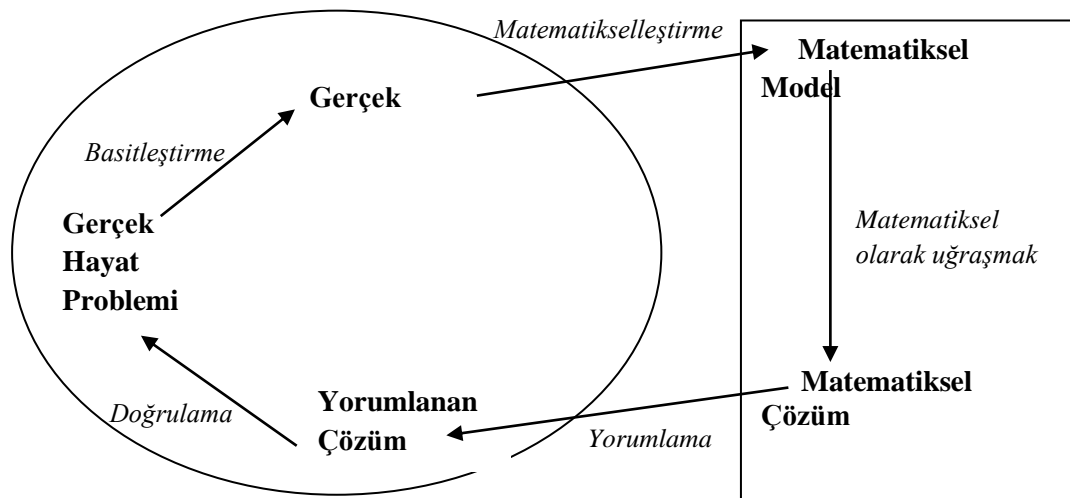 Matematikselleştirme
Matematiksel
Model
Gerçek
Basitleştirme
Gerçek
Hayat
Problemi
Matematiksel
olarak uğraşmak
Matematiksel
Çözüm
Yorumlanan
Çözüm
Doğrulama
Yorumlama